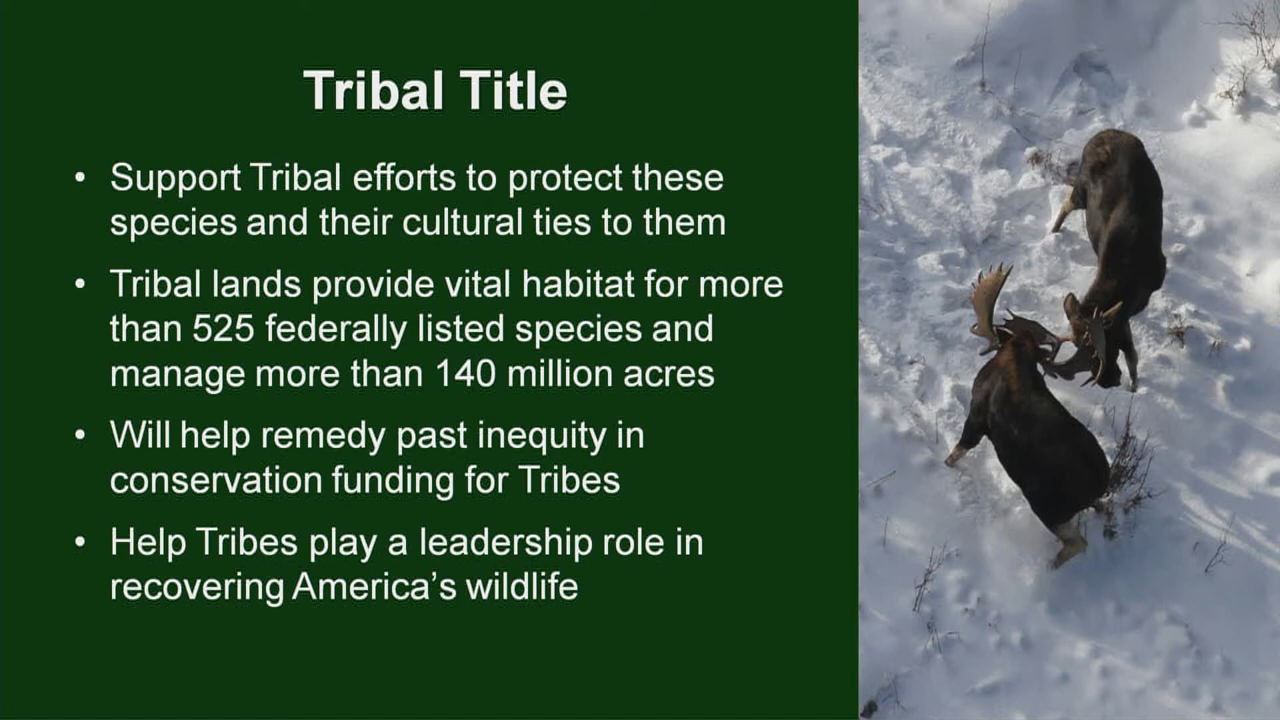 Tribal Title
• Support Tribal efforts to protect these
species and their cultural ties to them
• Tribal lands provide vital habitat for more
than 525 federally listed species and
manage more than 140 million acres
• Will help remedy past inequity in
conservation funding for Tribes
• Help Tribes play a leadership role in
recovering America’s wildlife